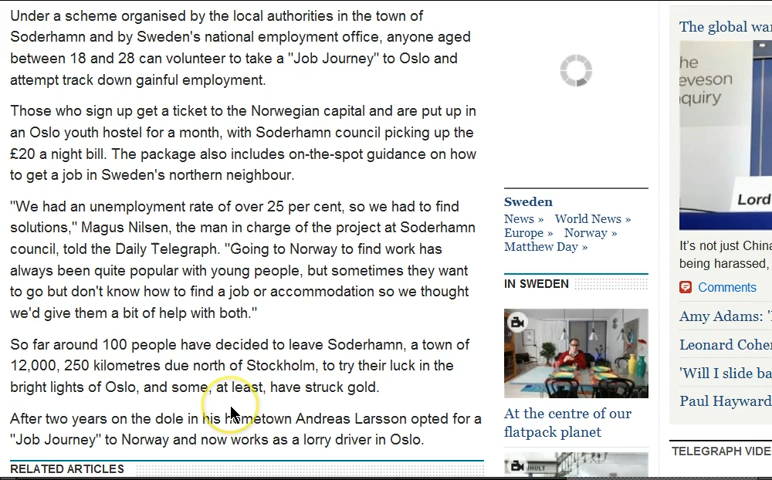 Under a scheme organised by the local authorities in the town of
Soderhamn and by Sweden's national employment office, anyone aged
between 18 and 28 can volunteer to take a "Job Journey" to Oslo and
attempt track down gainful employment.
Those who sign up get a ticket to the Norwegian capital and are put up in
an Oslo youth hostel for a month, with Soderhamn council picking up the
£20 a night bill. The package also includes on-the-spot guidance on how
to get a job in Sweden's northern neighbour.
"We had an unemployment rate of over 25 per cent, so we had to find
solutions," Magus Nilsen, the man in charge of the project at Soderhamn
council, told the Daily Telegraph. "Going to Norway to find work has
always been quite popular with young people, but sometimes they want
to go but don't know how to find a job or accommodation so we thought
we'd give them a bit of help with both."
So far around 100 people have decided to leave Soderhamn, a town of
12,000, 250 kilometres due north of Stockholm, to try their luck in the
bright lights of Oslo, and some, at least, have struck gold.
After two years on the dole in his hometown Andreas Larsson opted for a
"Job Journey" to Norway and now works as a lorry driver in Oslo.
RELATED ARTICLES
Sweden
News » World News »
Europe » Norway »
Matthew Day »
IN SWEDEN
At the centre of our
flatpack planet
The global wa
he
eveson
nquiry
Lord
It's not just China
being harassed,
Comments
Amy Adams: '
Leonard Cohe
'Will I slide ba
Paul Hayward
TELEGRAPH VIDE